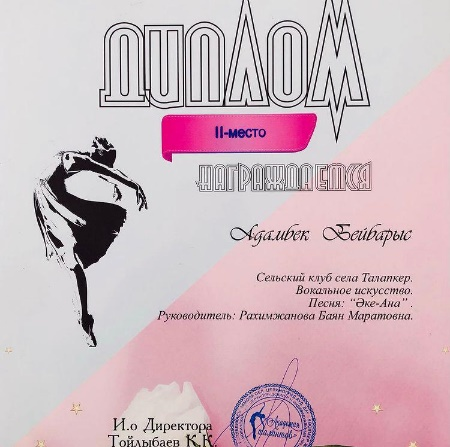 ДИПЛОМ
II-место
НАГРАЖДАЕТСЯ
Адамбек Бейбарыс
Сельский клуб села Талапкер.
Вокальное искусство.
Песня: “Әке-Ана” .
Руководитель: Рахимжанова Баян Маратовна.
И.о Директора
Тойлыбаев К.К.